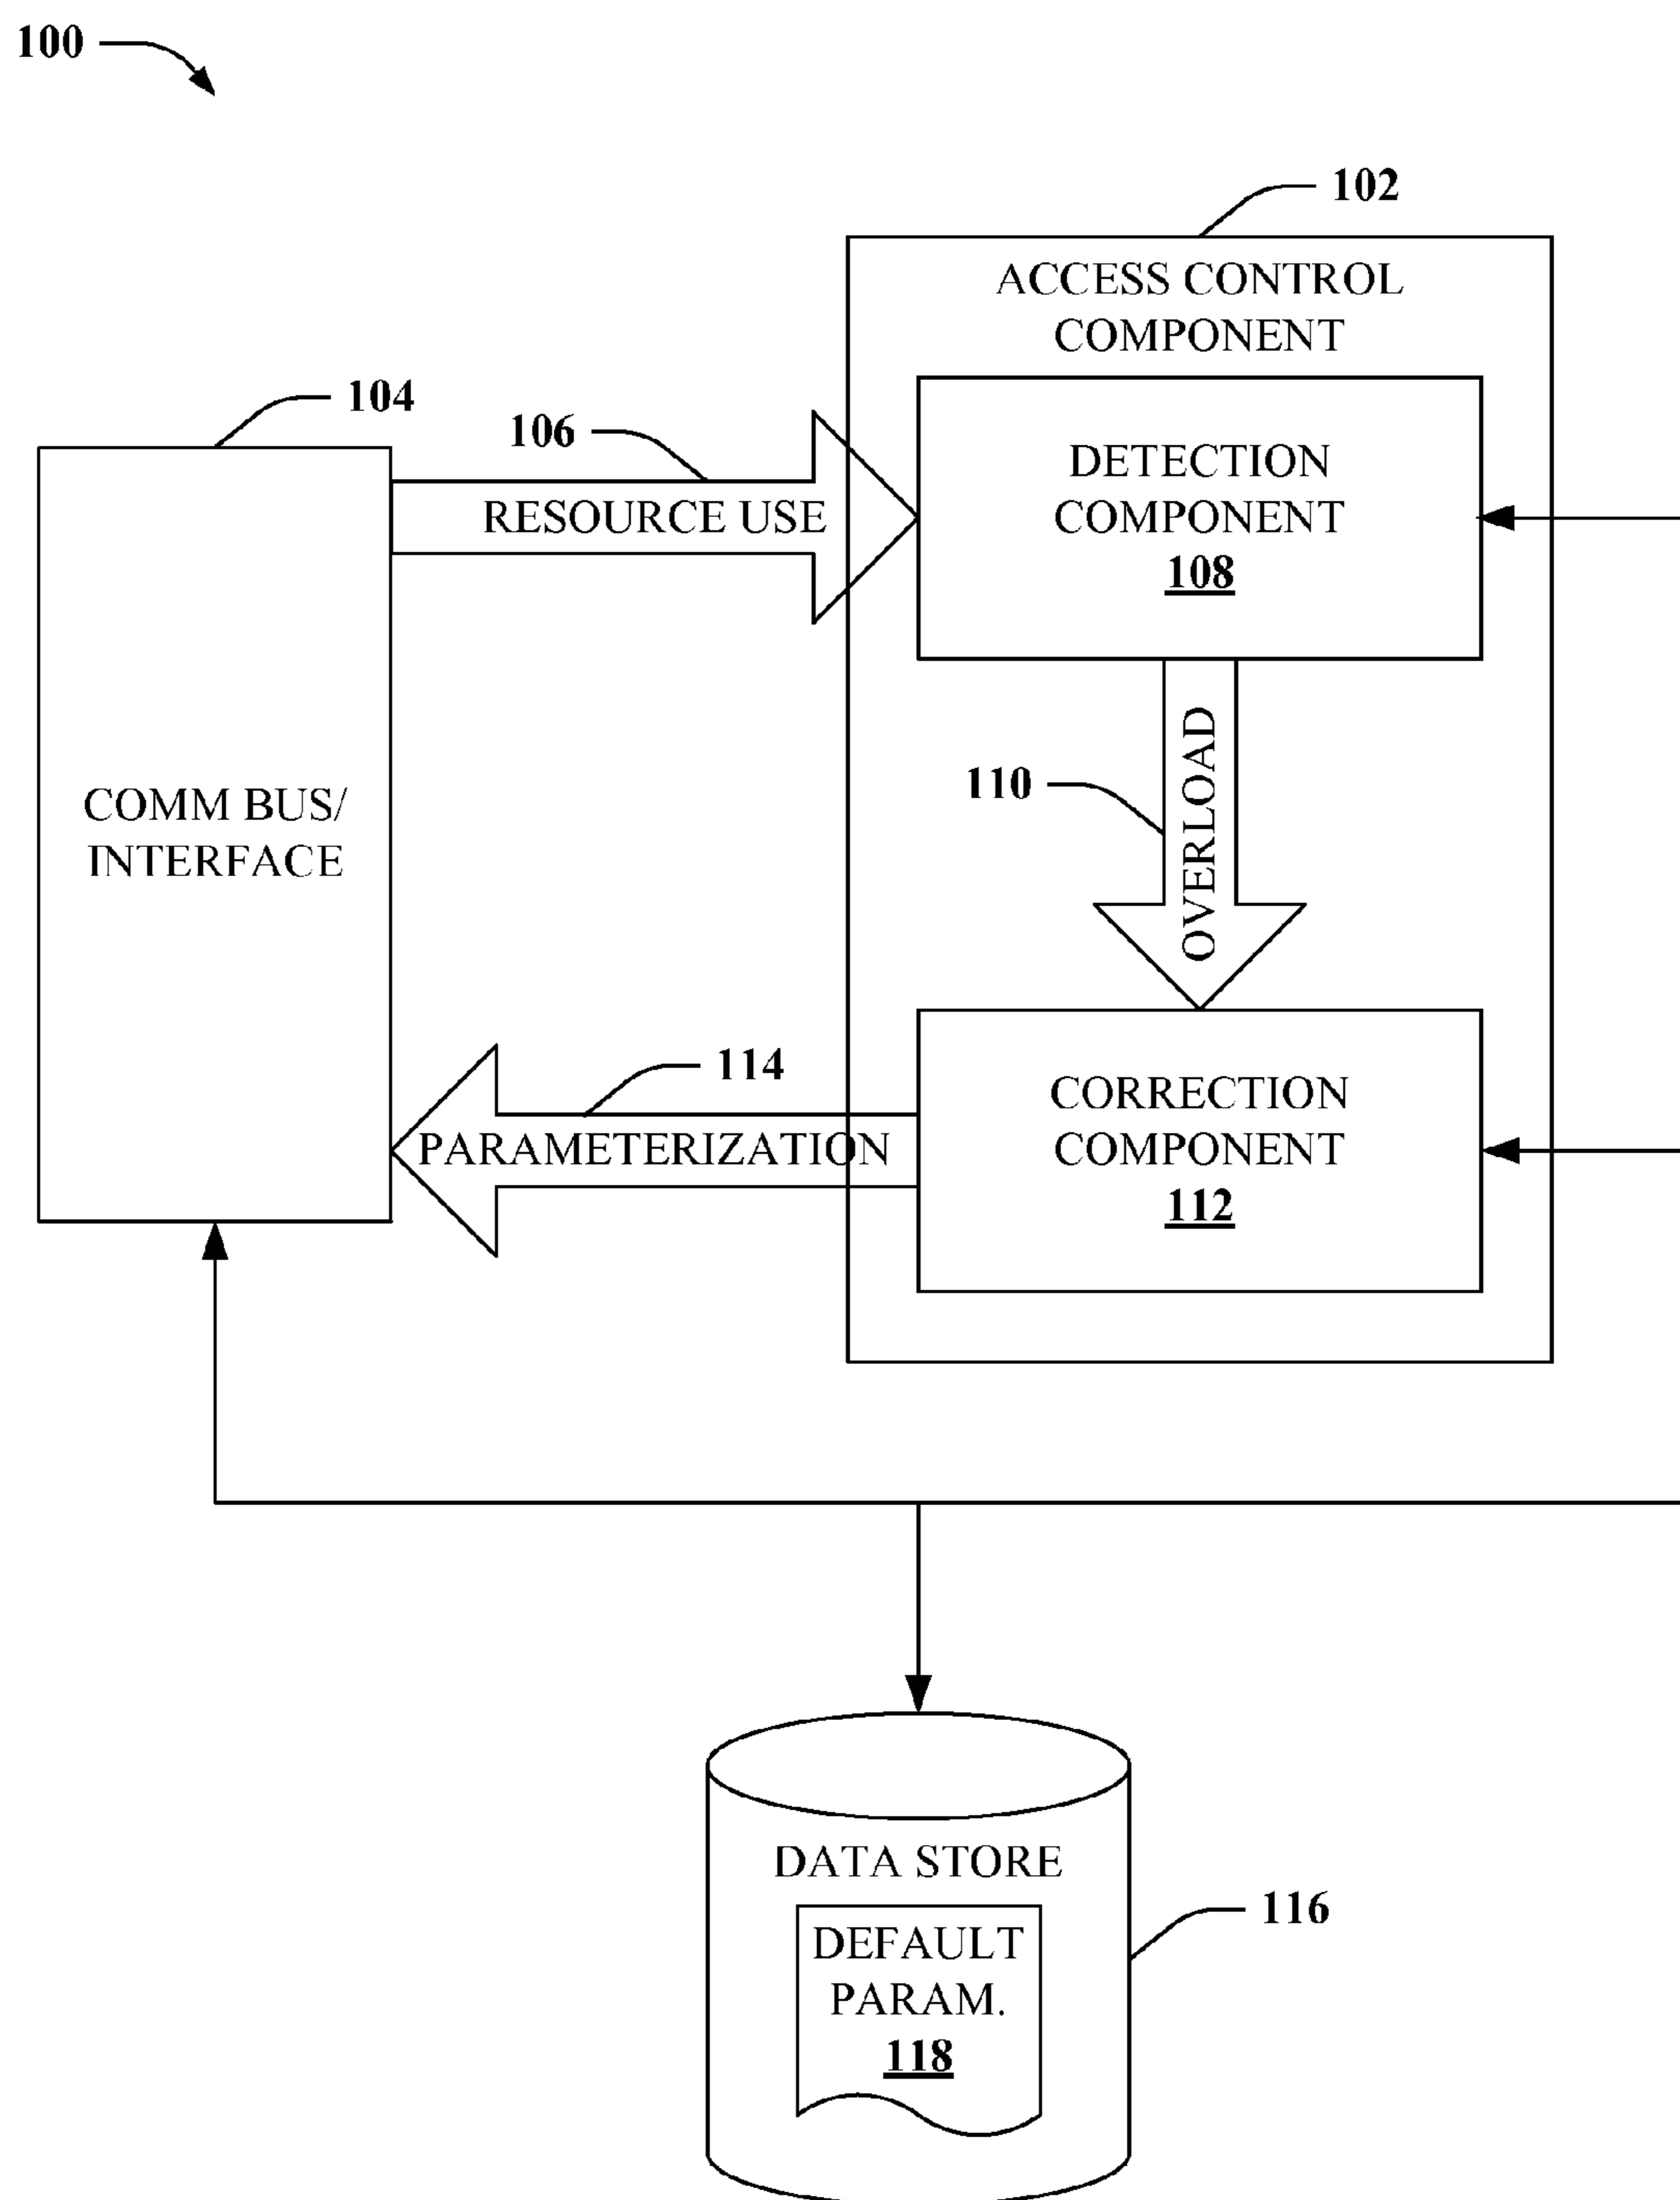 100
102
ACCESS CONTROL
COMPONENT
104
106
RESOURCE USE
DETECTION
COMPONENT
108
COMM BUS/
INTERFACE
110
OVERLOAD
114
PARAMETERIZATION
CORRECTION
COMPONENT
112
DATA STORE
116
DEFAULT
PARAM.
118